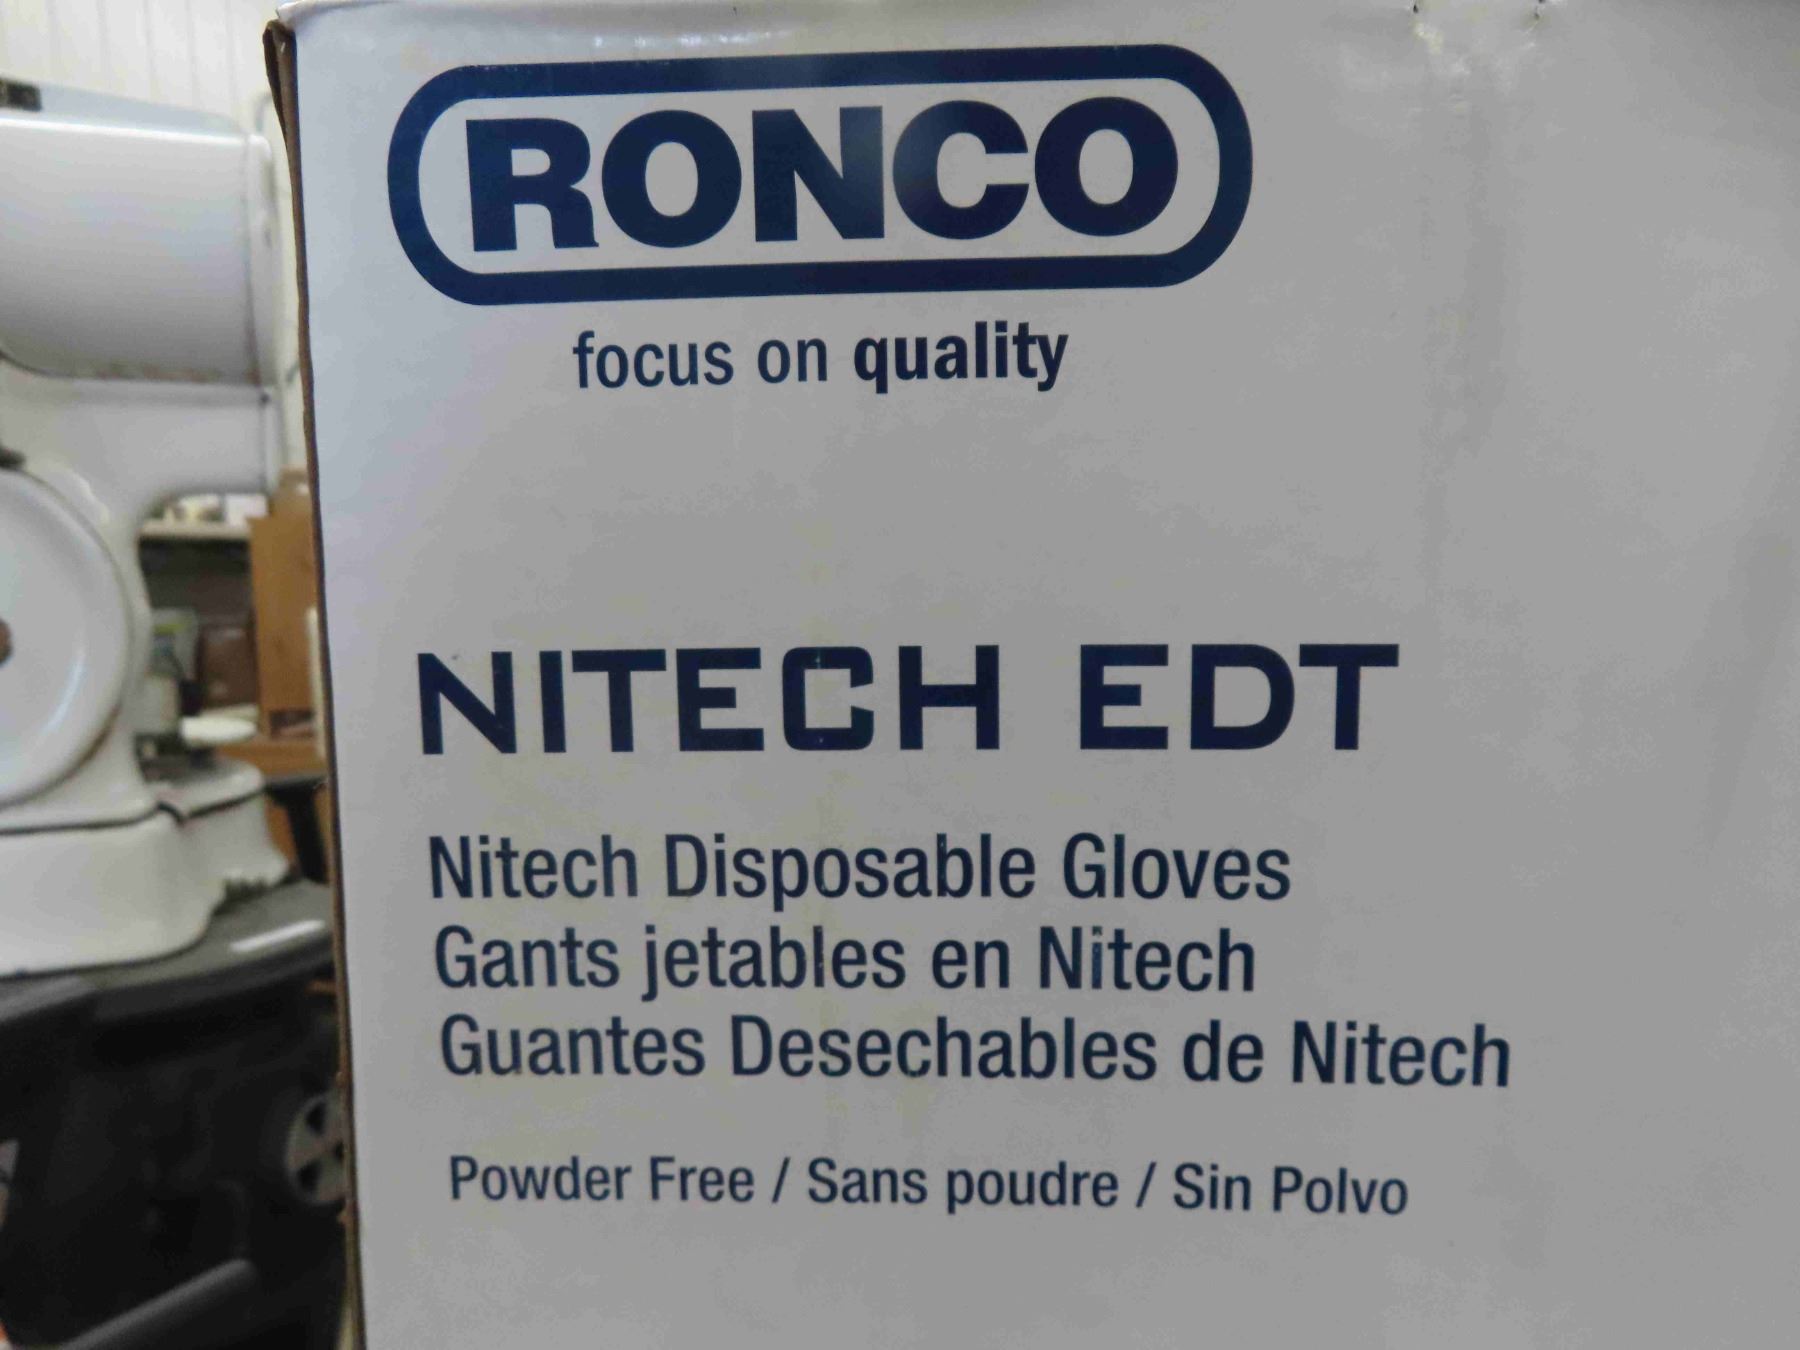 RONCO
focus on quality
NITECH EDT
Nitech Disposable Gloves
Gants jetables en Nitech
Guantes Desechables de Nitech
Powder Free / Sans poudre / Sin Polvo